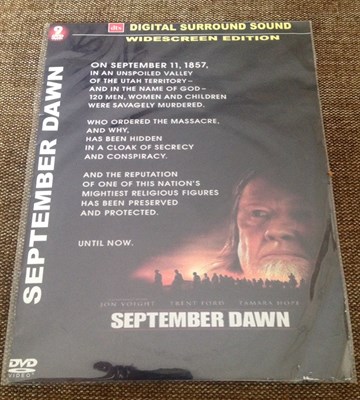 2
dts
DIGITAL SURROUND SOUND
WIDESCREEN EDITION
SEPTEMBER DAWN
ON SEPTEMBER 11, 1857,
IN AN UNSPOILED VALLEY
OF THE UTAH TERRITORY–
AND IN THE NAME OF GOD–
120 MEN, WOMEN AND CHILDREN
WERE SAVAGELY MURDERED.
WHO ORDERED THE MASSACRE,
AND WHY,
HAS BEEN HIDDEN
IN A CLOAK OF SECRECY
AND CONSPIRACY.
AND THE REPUTATION
OF ONE OF THIS NATION'S
MIGHTIEST RELIGIOUS FIGURES
HAS BEEN PRESERVED
AND PROTECTED.
UNTIL NOW.
JON VOIGHT TRENT FORD TAMARA HOPE
SEPTEMBER DAWN
DVD
VIDEO